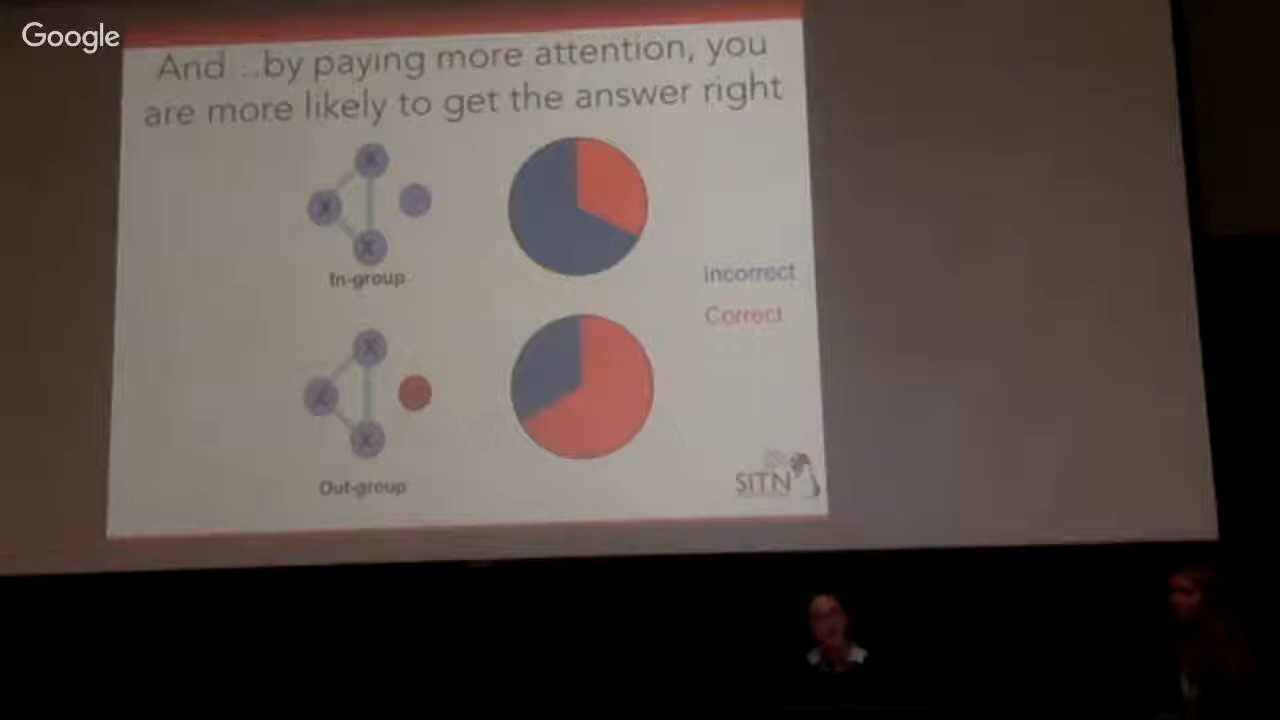 Google
And ...by paying more attention, you
are more likely to get the answer right
X
X
X
In-group
Incorrect
Correct
X
X
X
Out-group
SITN